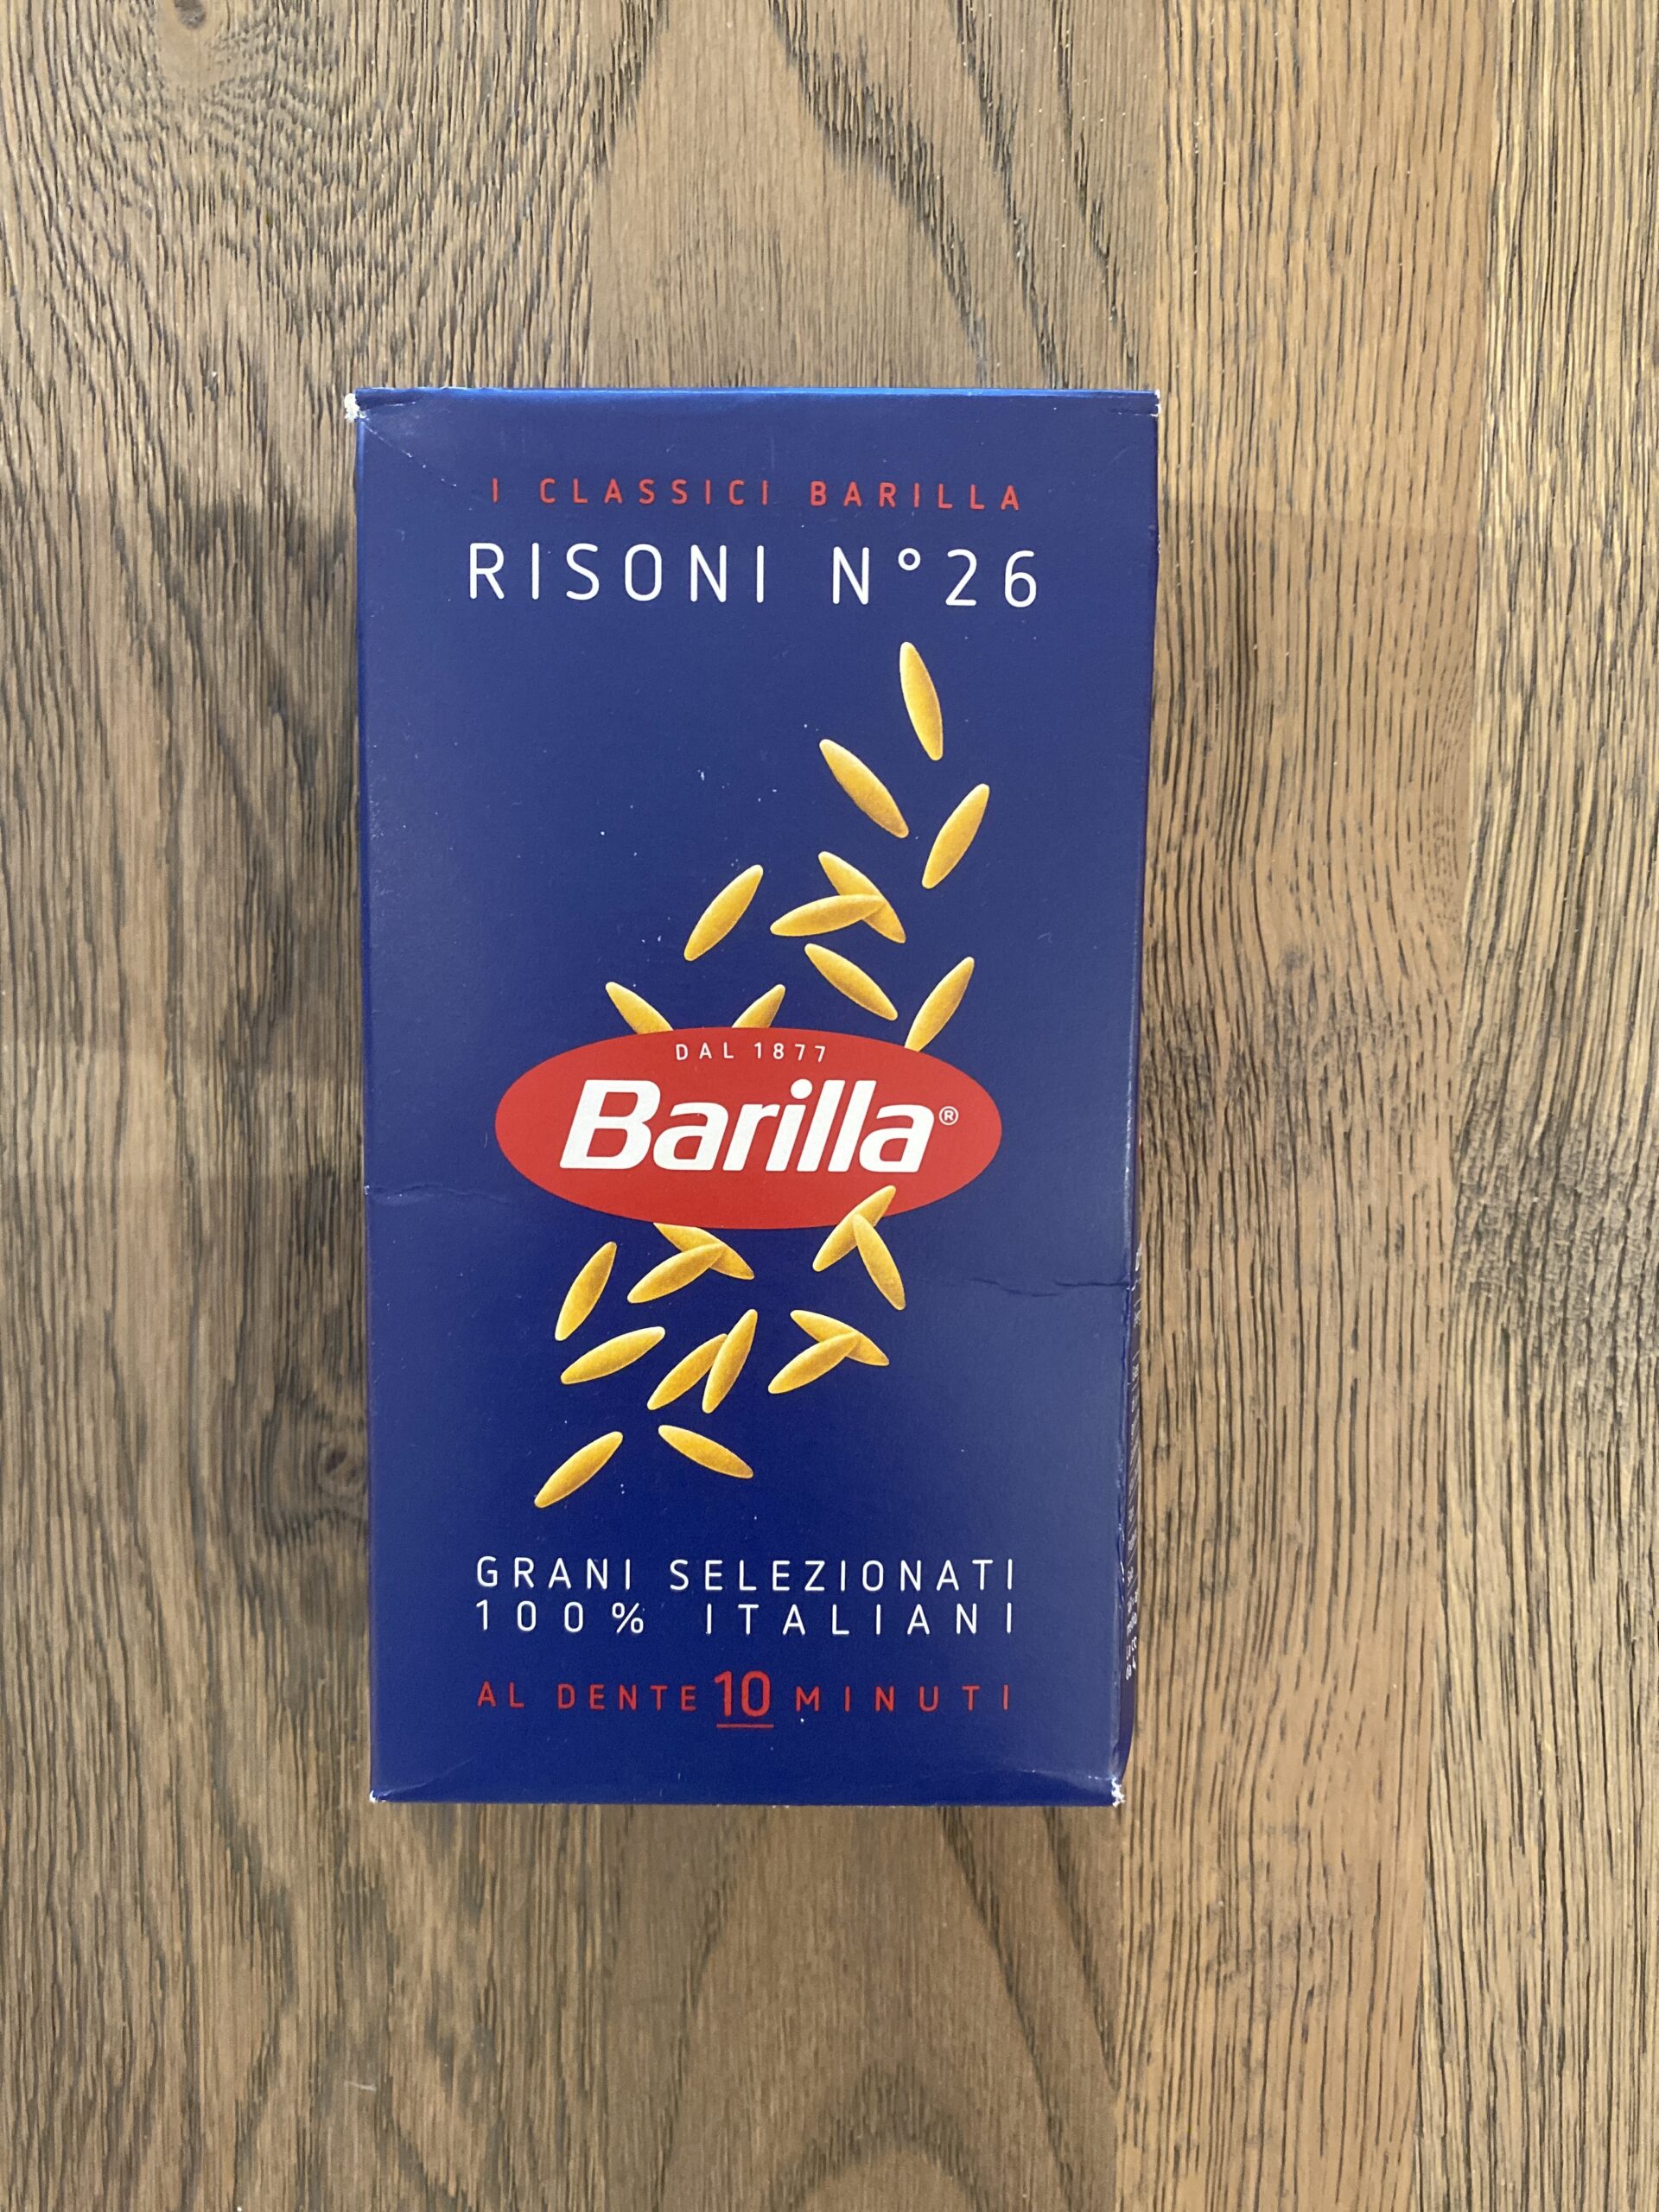 I CLASSICI BARILLA
RISONI N°26
DAL 1877
Barilla®
GRANI SELEZIONATI
100% ITALIANI
AL DENTE 10 MINUTI